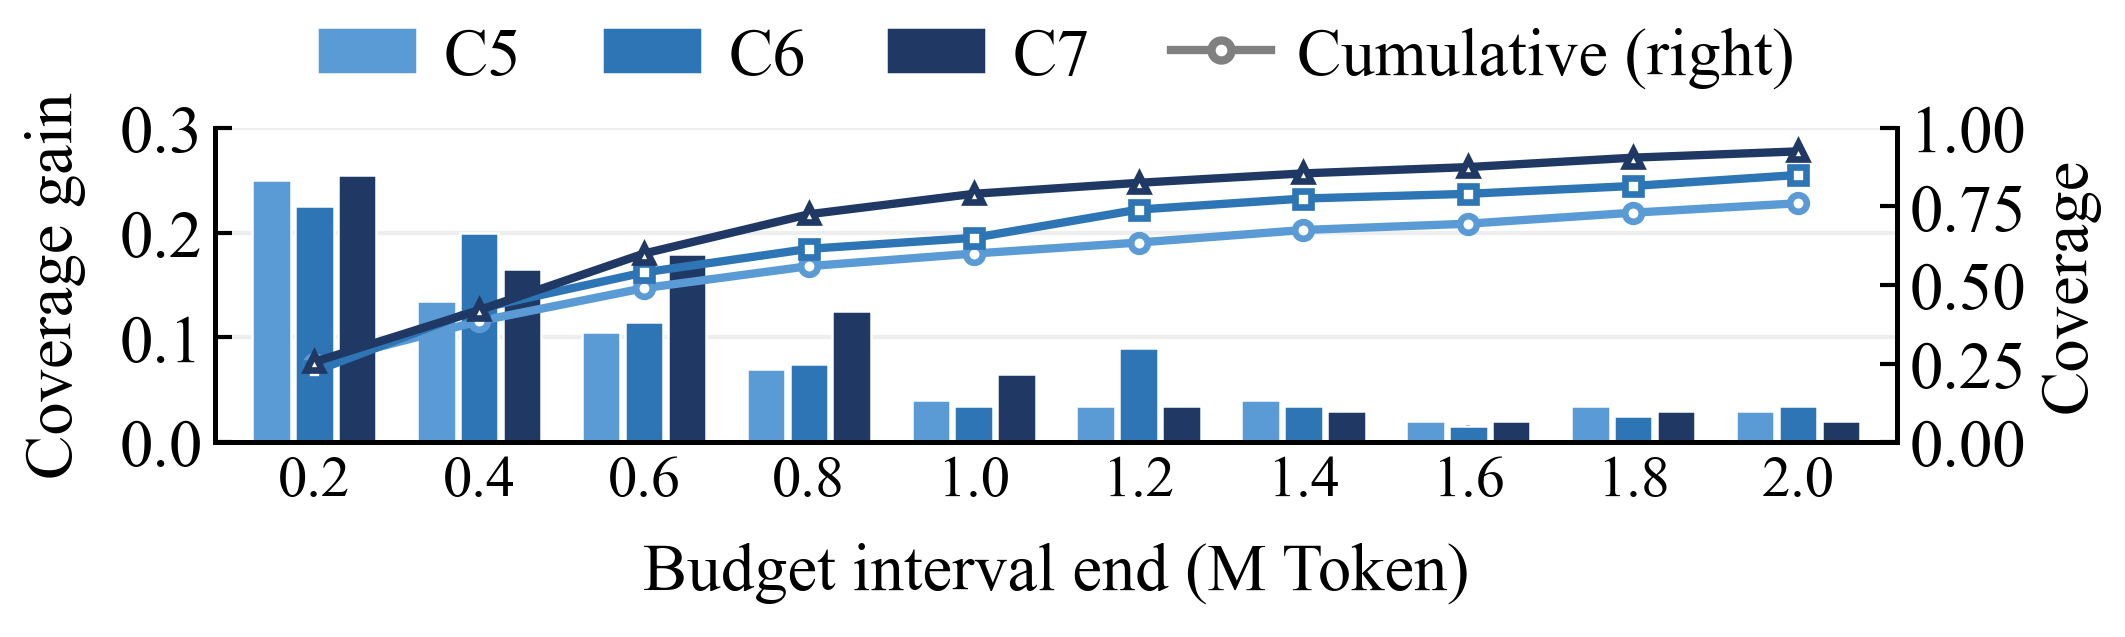 C5 C6 C7 Cumulative (right)
Coverage gain
0.3
0.2
0.1
0.0
1.00
0.75
0.50
0.25
0.00
Coverage
0.2 0.4 0.6 0.8 1.0 1.2 1.4 1.6 1.8 2.0
Budget interval end (M Token)